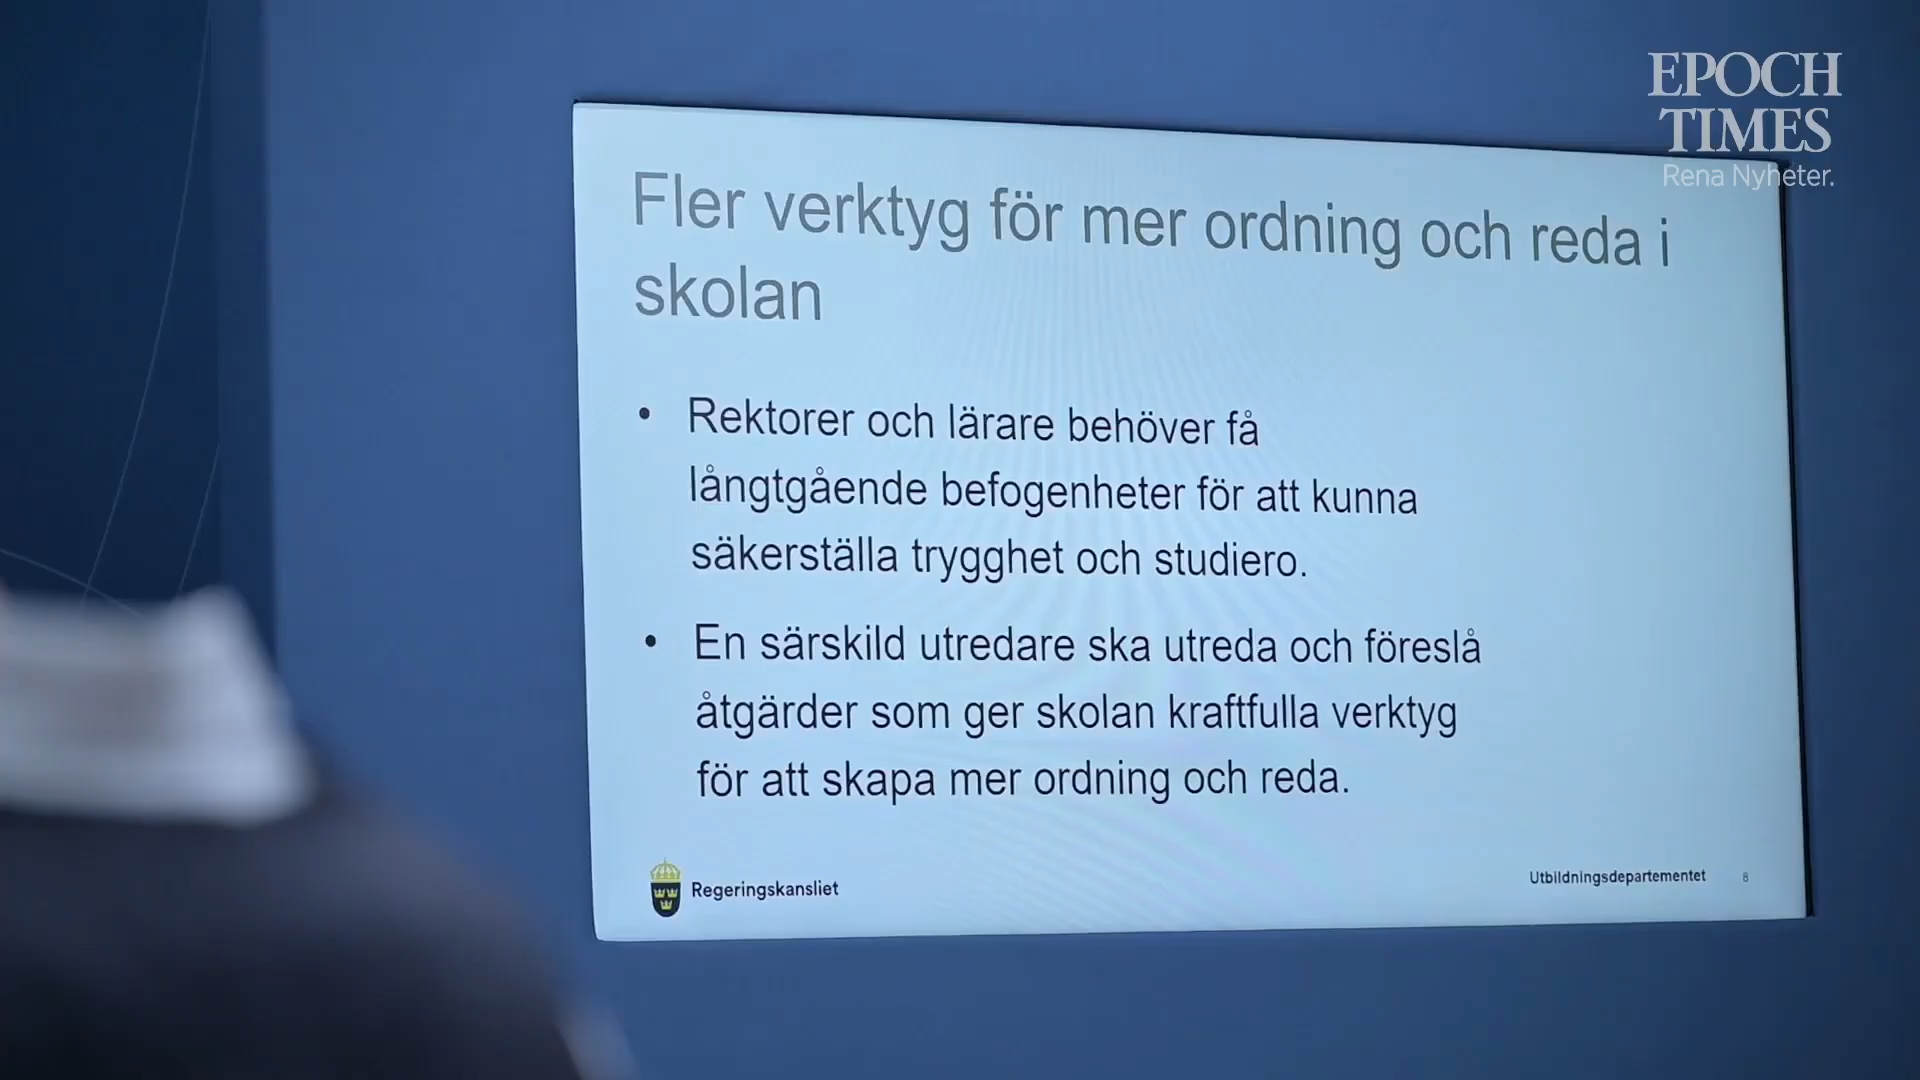 EPOCH
TIMES
Rena Nyheter.
Fler verktyg för mer ordning och reda i
skolan
• Rektorer och lärare behöver få
långtgående befogenheter för att kunna
säkerställa trygghet och studiero.
• En särskild utredare ska utreda och föreslå
åtgärder som ger skolan kraftfulla verktyg
för att skapa mer ordning och reda.
Regeringskansliet
Utbildningsdepartementet 8